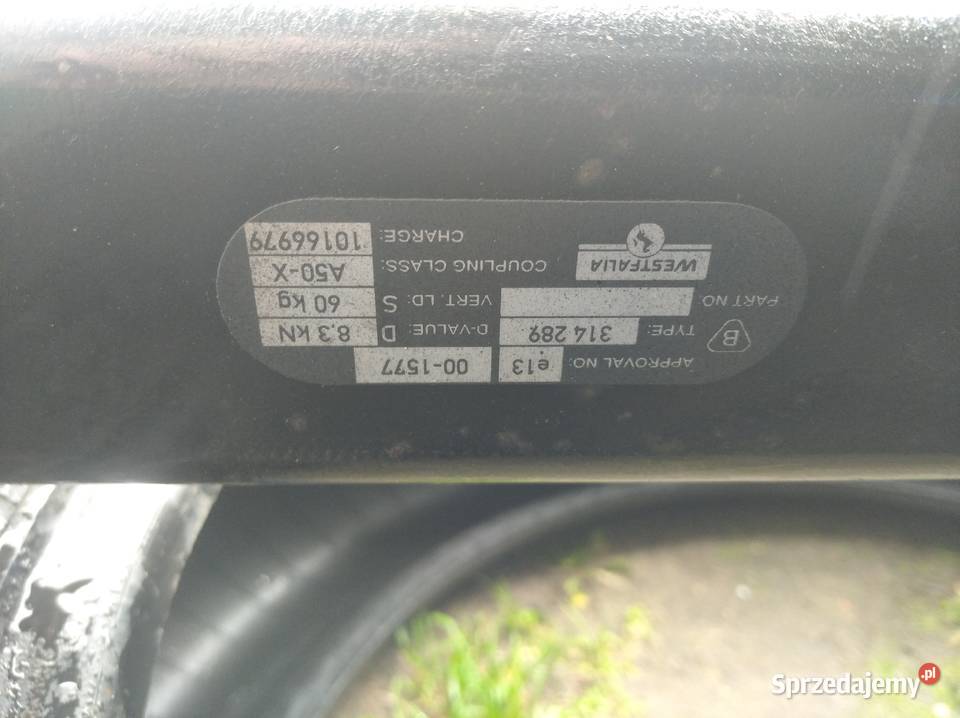 APPROVAL NO: e13 00-1577
B TYPE: 314 289 D-VALUE: D 8.3 kN
PART NO. VERT. LD: S 60 kg
WESTFALIA COUPLING CLASS: A50-X
CHARGE: 10166979
Sprzedajemy.pl